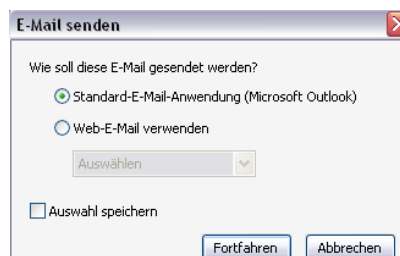 E-Mail senden
Wie soll diese E-Mail gesendet werden?
Standard-E-Mail-Anwendung (Microsoft Outlook)
Web-E-Mail verwenden
Auswählen
Auswahl speichern
Fortfahren Abbrechen